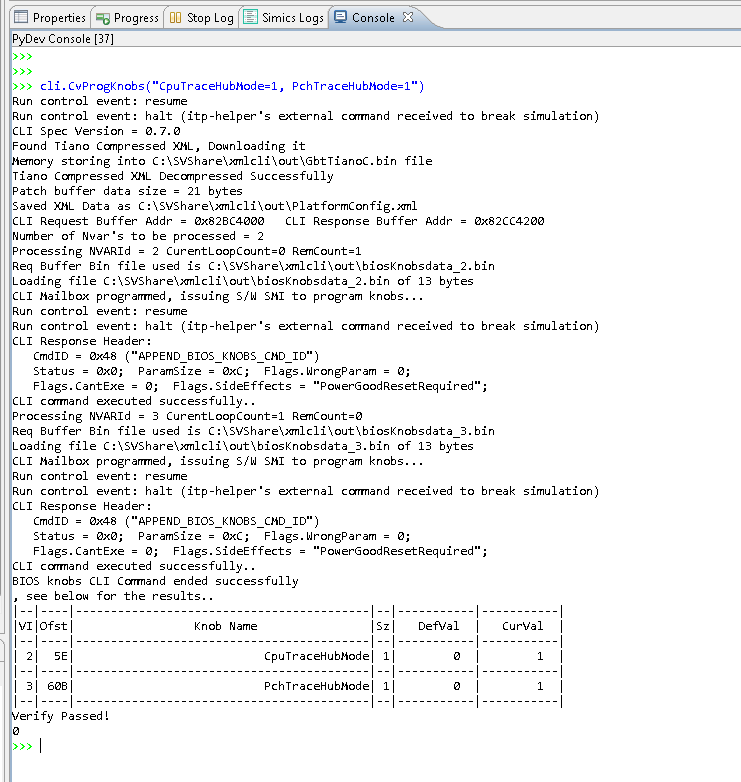 Properties Progress Stop Log Simics Logs Console
PyDev Console [37]
>>>
>>>
>>> cli.CvProgKnobs("CpuTraceHubMode=1, PchTraceHubMode=1")
Run control event: resume
Run control event: halt (itp-helper's external command received to break simulation)
CLI Spec Version = 0.7.0
Found Tiano Compressed XML, Downloading it
Memory storing into C:\SVShare\xmlcli\out\GbtTianoC.bin file
Tiano Compressed XML Decompressed Successfully
Patch buffer data size = 21 bytes
Saved XML Data as C:\SVShare\xmlcli\out\PlatformConfig.xml
CLI Request Buffer Addr = 0x82BC4000   CLI Response Buffer Addr = 0x82CC4200
Number of Nvar's to be processed = 2
Processing NVARId = 2 CurentLoopCount=0 RemCount=1
Req Buffer Bin file used is C:\SVShare\xmlcli\out\biosKnobsdata_2.bin
Loading file C:\SVShare\xmlcli\out\biosKnobsdata_2.bin of 13 bytes
CLI Mailbox programmed, issuing S/W SMI to program knobs...
Run control event: resume
Run control event: halt (itp-helper's external command received to break simulation)
CLI Response Header:
   CmdID = 0x48 ("APPEND_BIOS_KNOBS_CMD_ID")
   Status = 0x0;  ParamSize = 0xC;  Flags.WrongParam = 0;
   Flags.CantExe = 0;  Flags.SideEffects = "PowerGoodResetRequired";
CLI command executed successfully..
Processing NVARId = 3 CurentLoopCount=1 RemCount=0
Req Buffer Bin file used is C:\SVShare\xmlcli\out\biosKnobsdata_3.bin
Loading file C:\SVShare\xmlcli\out\biosKnobsdata_3.bin of 13 bytes
CLI Mailbox programmed, issuing S/W SMI to program knobs...
Run control event: resume
Run control event: halt (itp-helper's external command received to break simulation)
CLI Response Header:
   CmdID = 0x48 ("APPEND_BIOS_KNOBS_CMD_ID")
   Status = 0x0;  ParamSize = 0xC;  Flags.WrongParam = 0;
   Flags.CantExe = 0;  Flags.SideEffects = "PowerGoodResetRequired";
CLI command executed successfully..
BIOS knobs CLI Command ended successfully
, see below for the results..
|--|----|------------------------------------------|--|-----------|-----------|
|VI|Ofst|                 Knob Name                |Sz|   DefVal  |   CurVal  |
|--|----|------------------------------------------|--|-----------|-----------|
| 2|  5E|                           CpuTraceHubMode| 1|         0 |         1 |
|--|----|------------------------------------------|--|-----------|-----------|
| 3| 60B|                           PchTraceHubMode| 1|         0 |         1 |
|--|----|------------------------------------------|--|-----------|-----------|
Verify Passed!
0
>>>